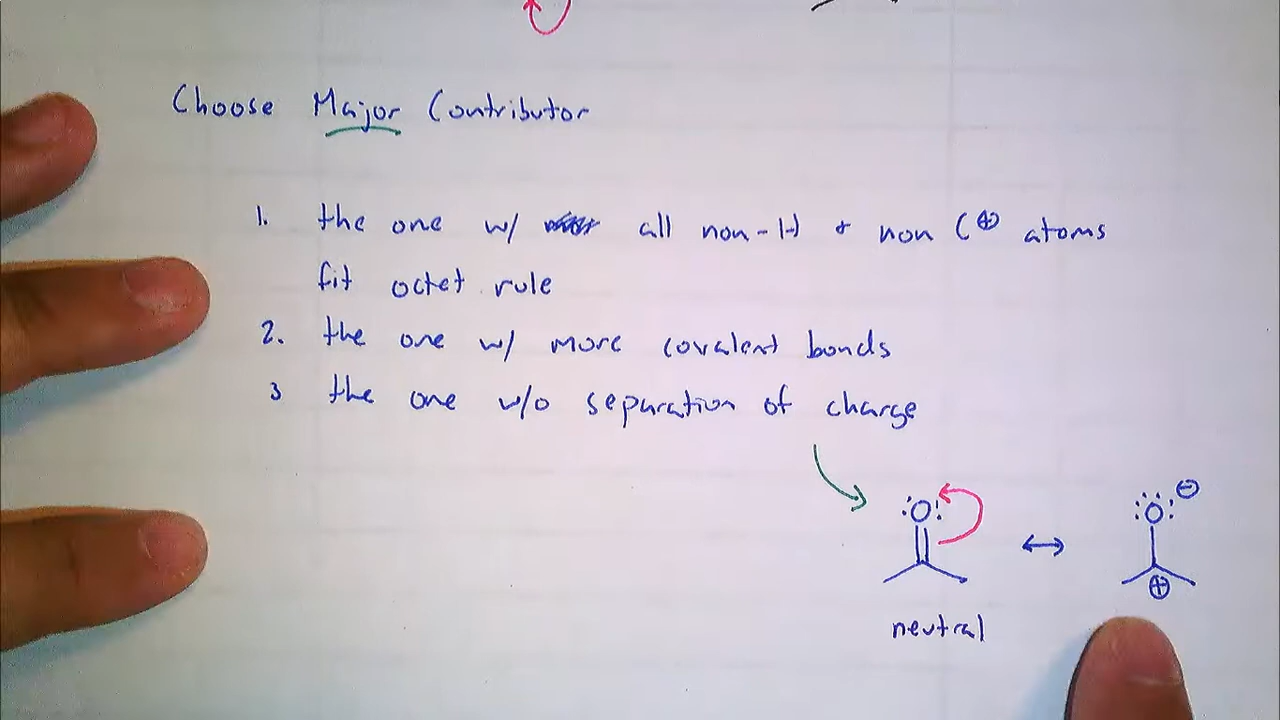 Choose Major Contributor
1. the one w/ all non-H + non C⊕ atoms
fit octet rule
2. the one w/ more covalent bonds
3 the one w/o separation of charge
:O: ↔ :O: ⊖
⊕
neutral